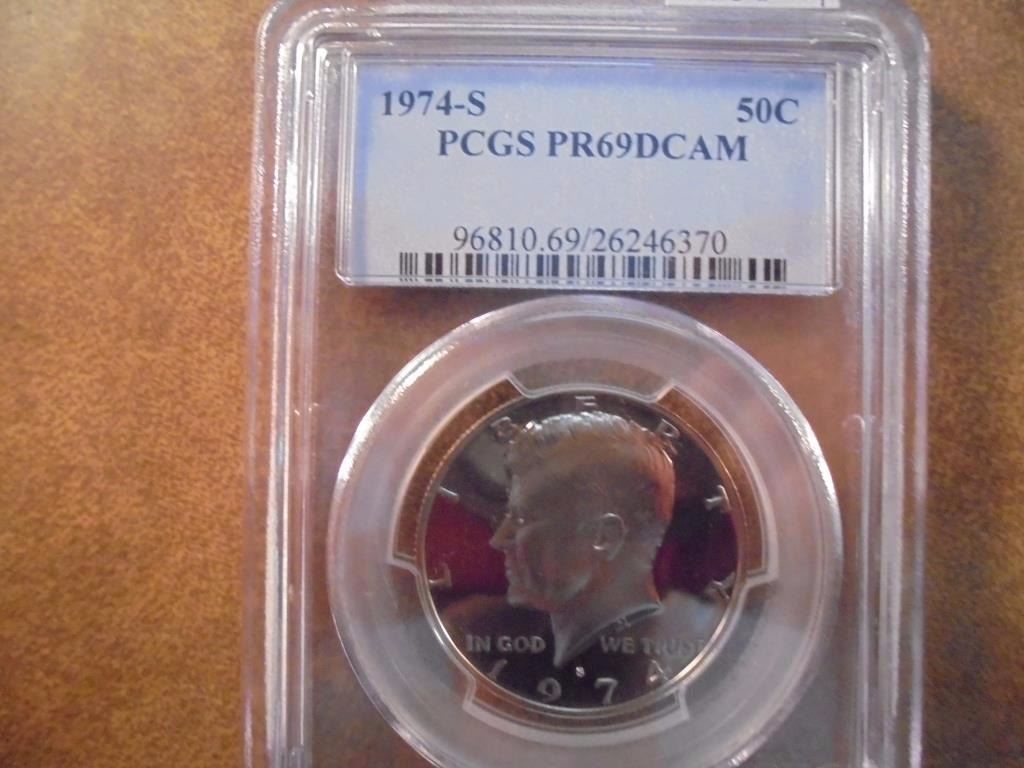 1974-S 50C
PCGS PR69DCAM
96810.69/26246370
LIBERTY
IN GOD WE TRUST
S
1974